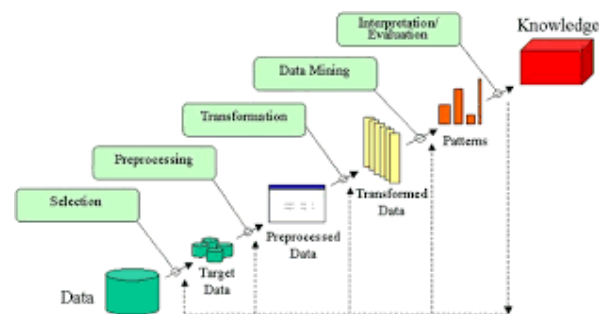 Interpretation/
Evaluation
Knowledge
Data Mining
Transformation
Patterns
Preprocessing
Transformed
Data
Selection
Preprocessed
Data
Target
Data
Data